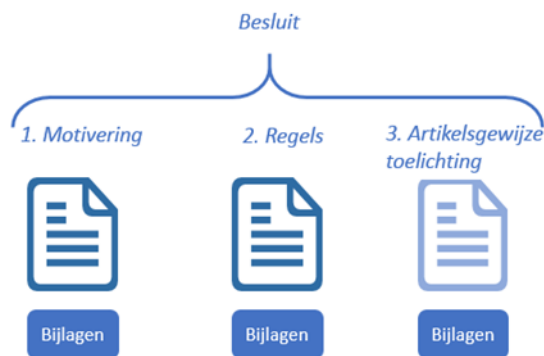 Besluit
1. Motivering
2. Regels
3. Artikelsgewijze
toelichting
Bijlagen
Bijlagen
Bijlagen